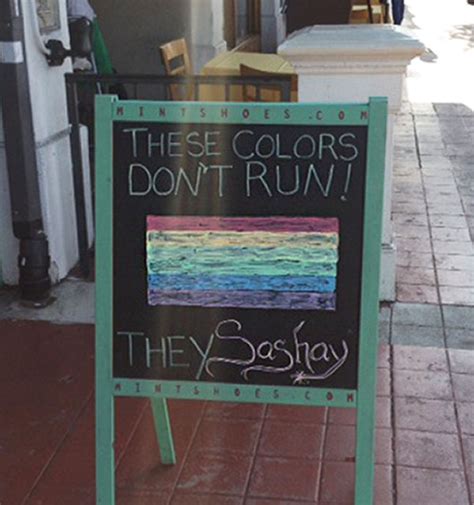 MINTSHOES.COM
THESE COLORS
DON'T RUN!
THEY Sashay
MINTSHOES.COM